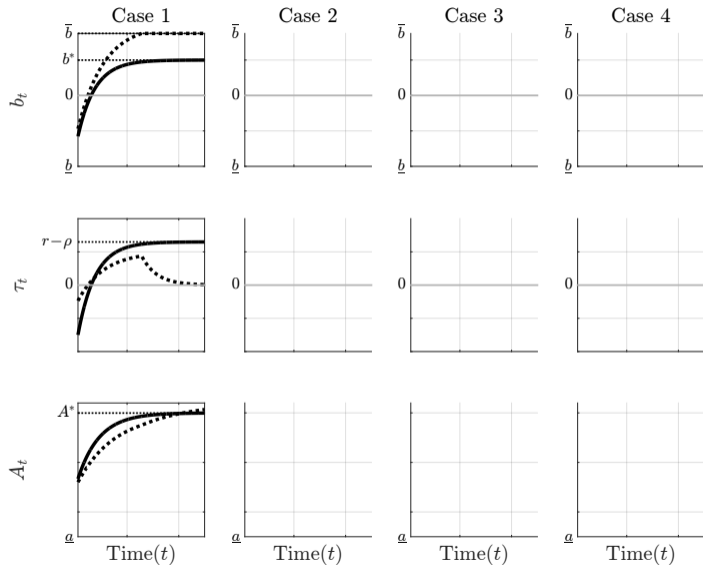 Case 1 Case 2 Case 3 Case 4
b̅ b̅ b̅ b̅
b*
0 0 0 0
b_t
b̲ b̲ b̲ b̲
r−ρ
0 0 0 0
τ_t
A*
A_t
a̲ a̲ a̲ a̲
Time(t) Time(t) Time(t) Time(t)